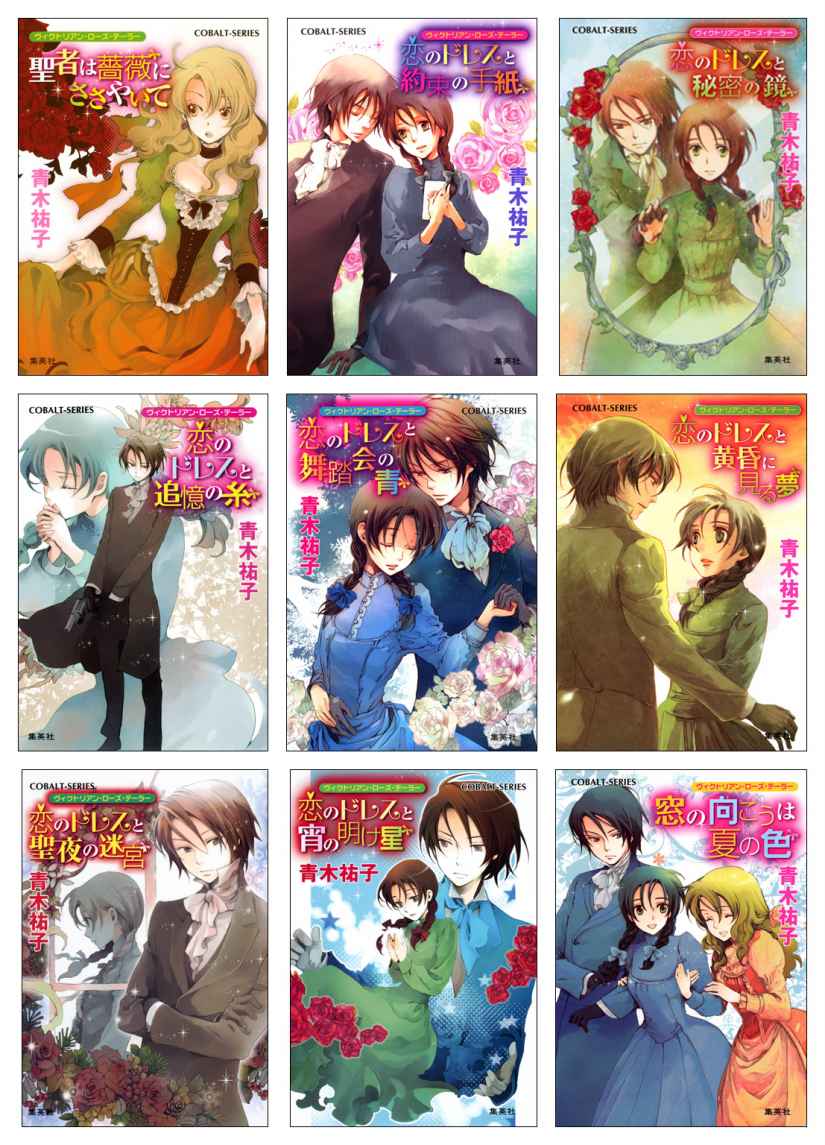 COBALT-SERIES
ヴィクトリアン・ローズ・テーラー
聖者は薔薇に
ささやいて
青木祐子
集英社
COBALT-SERIES
ヴィクトリアン・ローズ・テーラー
恋のドレスと
約束の手紙
青木祐子
集英社
COBALT-SERIES
ヴィクトリアン・ローズ・テーラー
恋のドレスと
秘密の鏡
青木祐子
集英社
COBALT-SERIES
ヴィクトリアン・ローズ・テーラー
恋の
ドレスと
追憶の糸
青木祐子
集英社
ヴィクトリアン・ローズ・テーラー
COBALT-SERIES
恋のドレスと
舞踏会の
青
青木祐子
集英社
COBALT-SERIES
ヴィクトリアン・ローズ・テーラー
恋のドレスと
黄昏に
見る夢
青木祐子
集英社
COBALT-SERIES
ヴィクトリアン・ローズ・テーラー
恋のドレスと
聖夜の迷宮
青木祐子
集英社
ヴィクトリアン・ローズ・テーラー
COBALT-SERIES
恋のドレスと
宵の明け星
青木祐子
集英社
COBALT-SERIES
ヴィクトリアン・ローズ・テーラー
窓の向こうは
夏の色
青木祐子
集英社